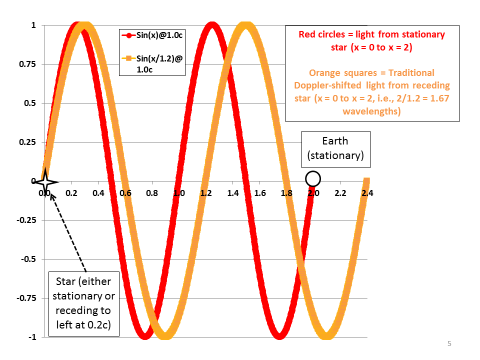 1
0.75
0.5
0.25
0
-0.25
-0.5
-0.75
-1
0.0 0.2 0.4 0.6 0.8 1.0 1.2 1.4 1.6 1.8 2.0 2.2 2.4
Sin(x)@1.0c
Sin(x/1.2)@
1.0c
Red circles = light from stationary
star (x = 0 to x = 2)
Orange squares = Traditional
Doppler-shifted light from receding
star (x = 0 to x = 2, i.e., 2/1.2 = 1.67
wavelengths)
Earth
(stationary)
Star (either
stationary or
receding to
left at 0.2c)
5